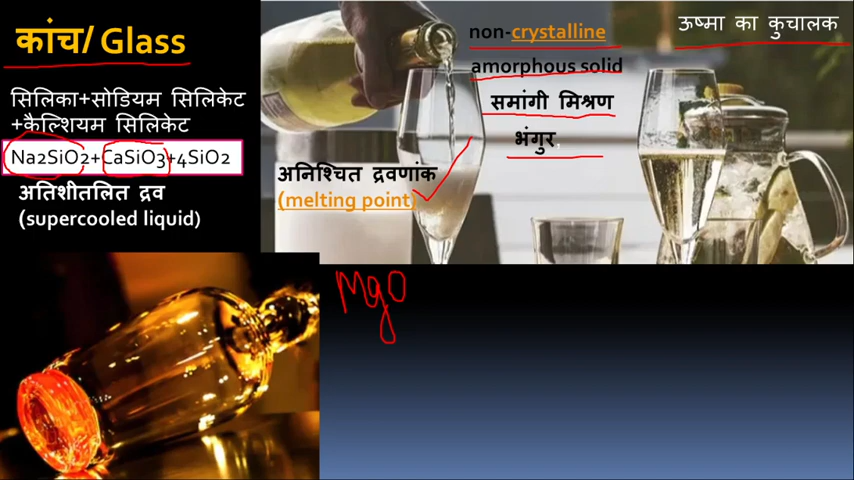 कांच/ Glass
सिलिका+सोडियम सिलिकेट
+कैल्शियम सिलिकेट
Na2SiO2+CaSiO3+4SiO2
अतिशीतलित द्रव
(supercooled liquid)
non-crystalline
amorphous solid
समांगी मिश्रण
भंगुर
अनिश्चित द्रवणांक
(melting point)
ऊष्मा का कुचालक
MgO